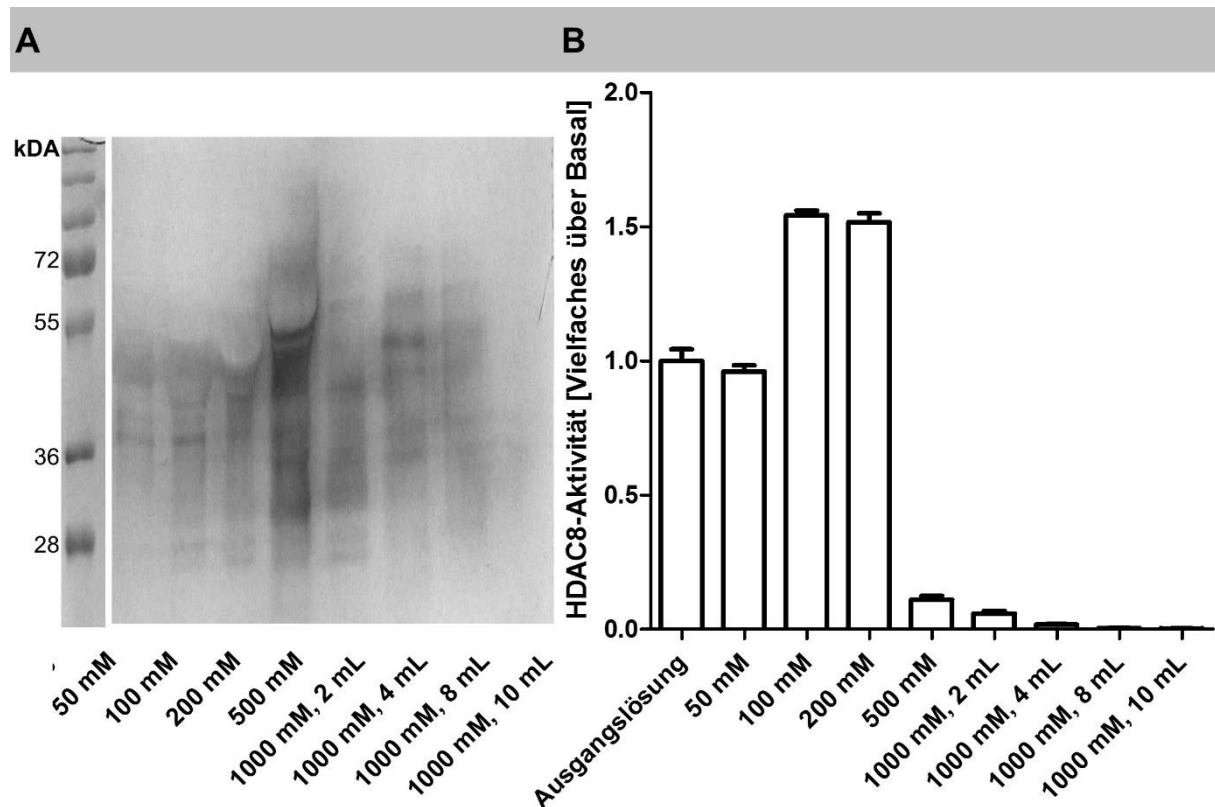 A
B
kDA
72
55
36
28
50 mM
100 mM
200 mM
500 mM
1000 mM, 2 mL
1000 mM, 4 mL
1000 mM, 8 mL
1000 mM, 10 mL
HDAC8-Aktivität [Vielfaches über Basal]
2.0
1.5
1.0
0.5
0.0
Ausgangslösung
50 mM
100 mM
200 mM
500 mM
1000 mM, 2 mL
1000 mM, 4 mL
1000 mM, 8 mL
1000 mM, 10 mL